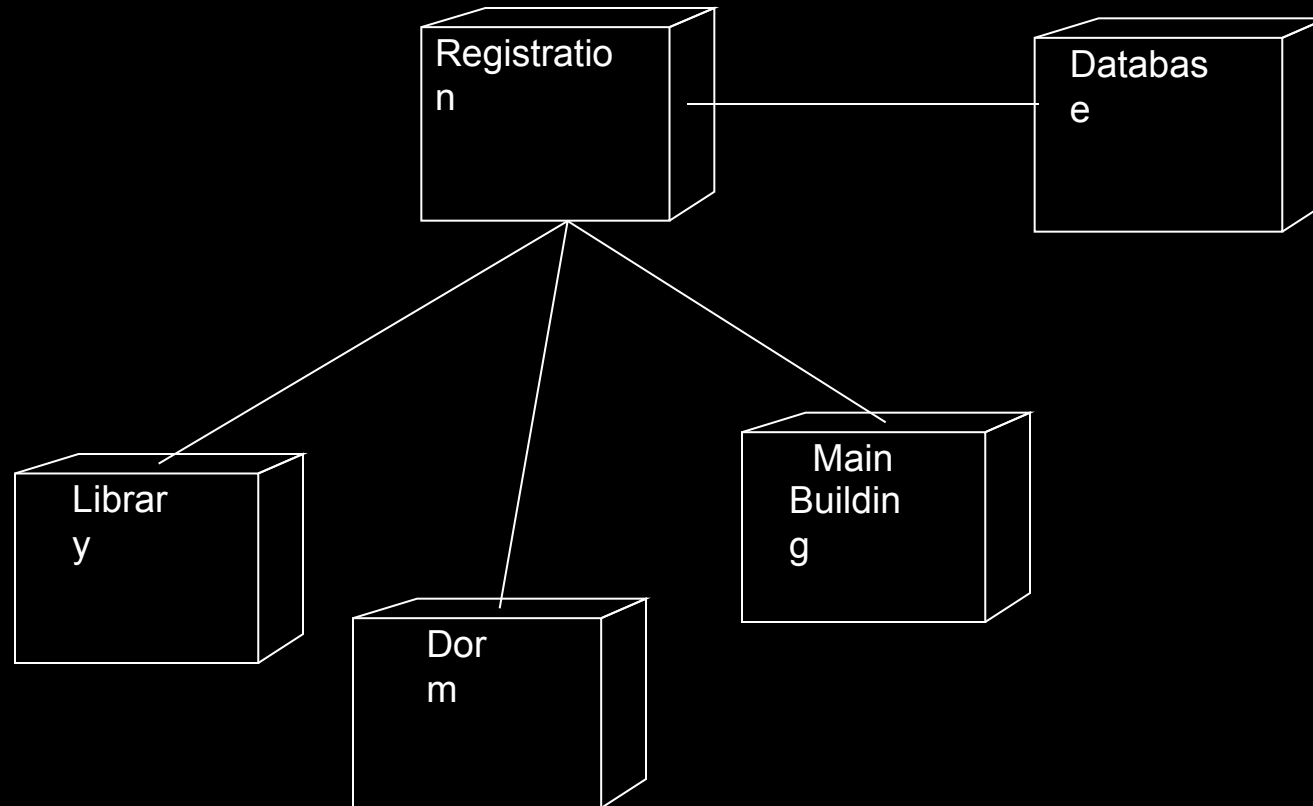 Registratio
n
Databas
e
Librar
y
Main
Buildin
g
Dor
m